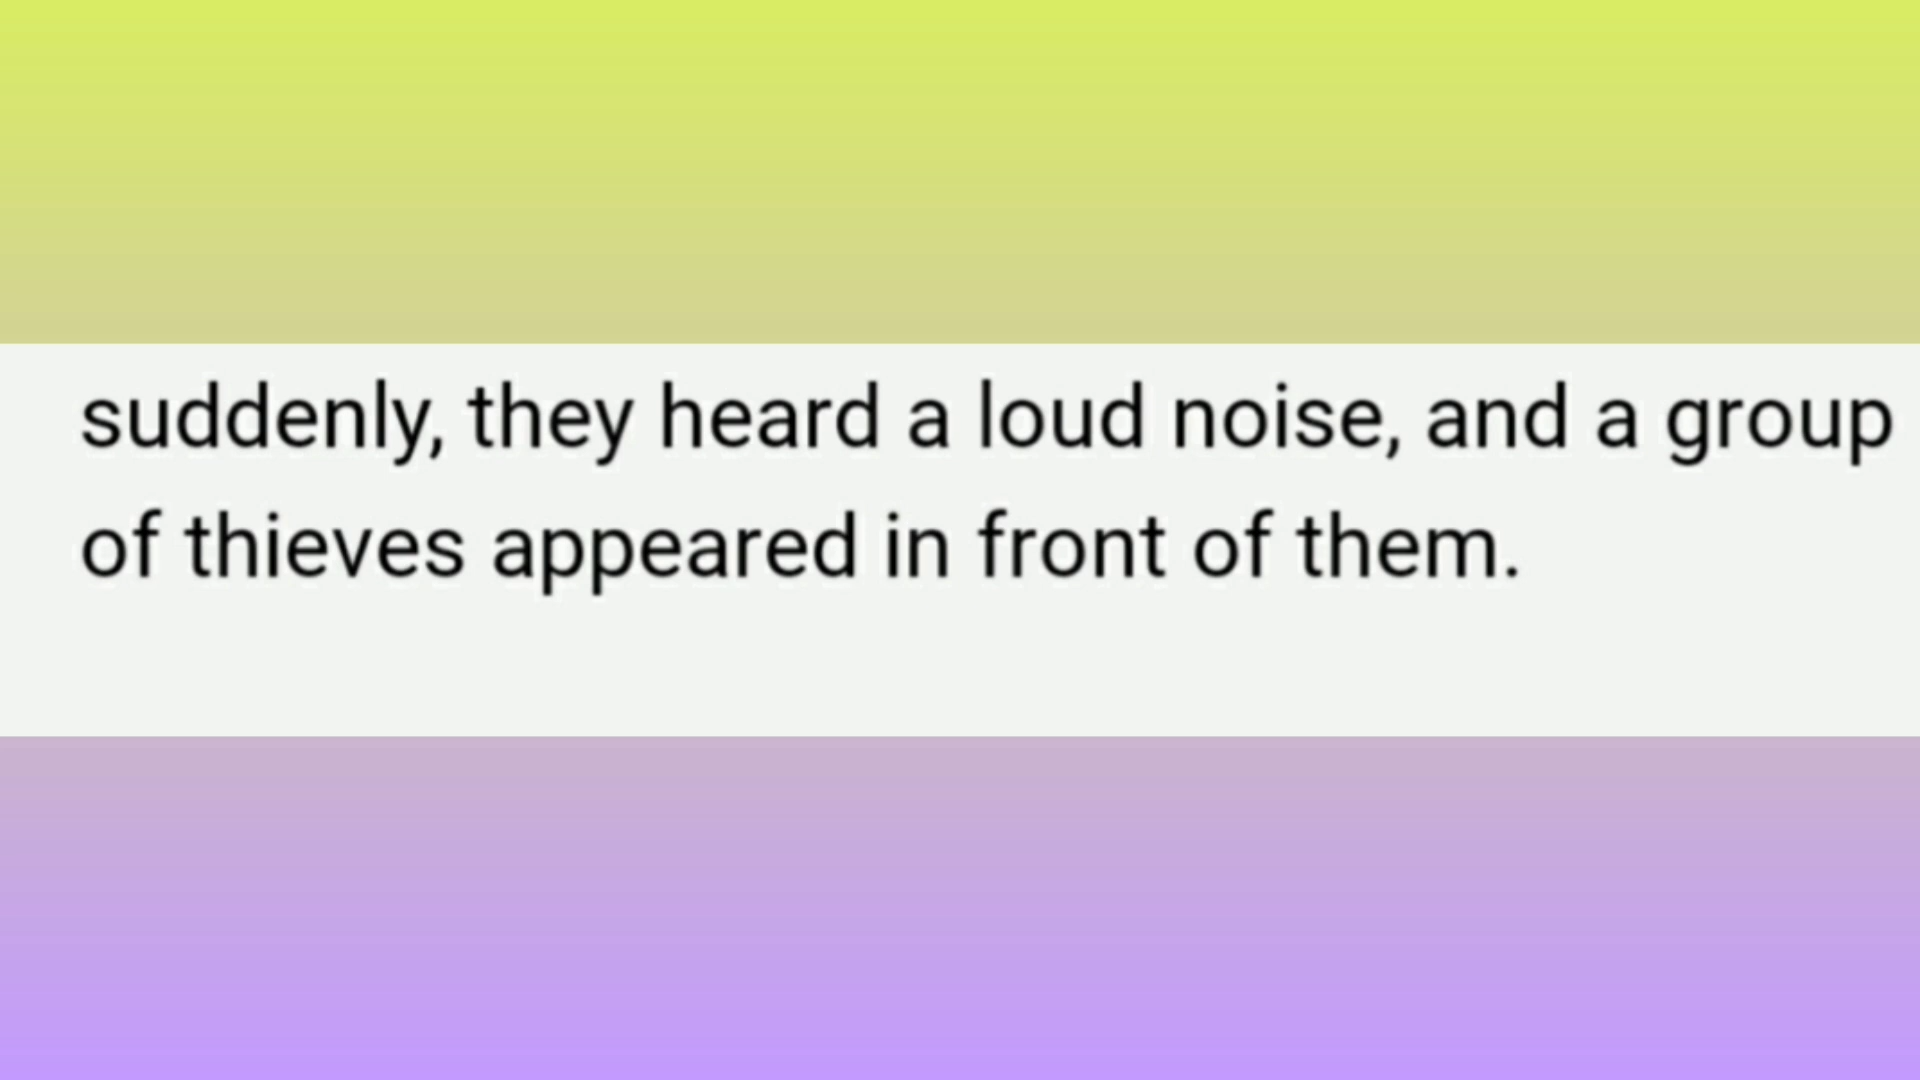 suddenly, they heard a loud noise, and a group
of thieves appeared in front of them.